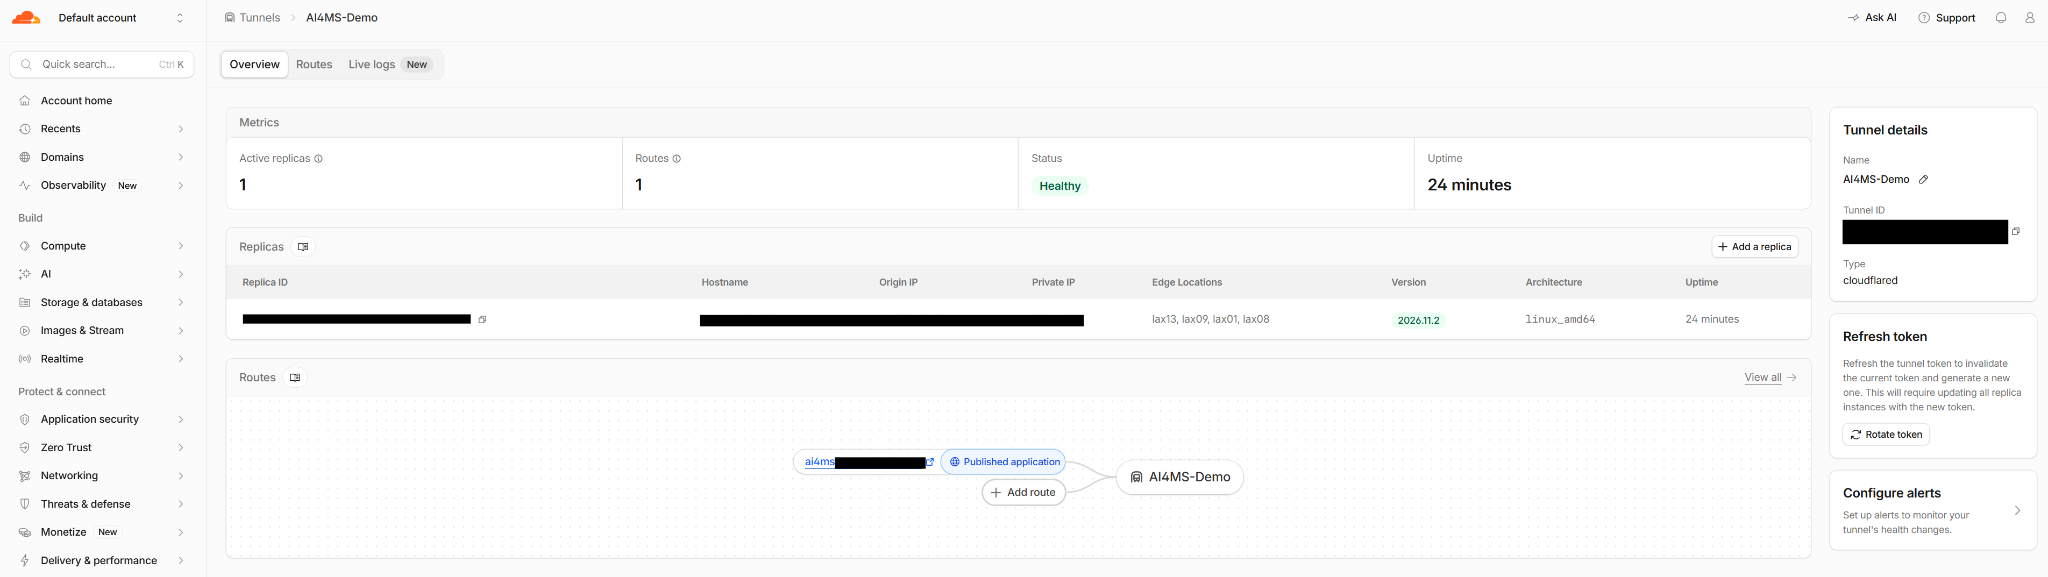 Default account
Tunnels > AI4MS-Demo
Ask AI
Support
Quick search...
Ctrl K
Overview
Routes
Live logs New
Account home
Recents
Domains
Observability New
Build
Compute
AI
Storage & databases
Images & Stream
Realtime
Protect & connect
Application security
Zero Trust
Networking
Threats & defense
Monetize New
Delivery & performance
Metrics
Active replicas
1
Routes
1
Status
Healthy
Uptime
24 minutes
Replicas
+ Add a replica
Replica ID Hostname Origin IP Private IP Edge Locations Version Architecture Uptime
lax13, lax09, lax01, lax08 2026.11.2 linux_amd64 24 minutes
Routes
View all →
ai4ms
Published application
+ Add route
AI4MS-Demo
Tunnel details
Name
AI4MS-Demo
Tunnel ID
Type
cloudflared
Refresh token
Refresh the tunnel token to invalidate
the current token and generate a new
one. This will require updating all replica
instances with the new token.
Rotate token
Configure alerts
Set up alerts to monitor your
tunnel's health changes.